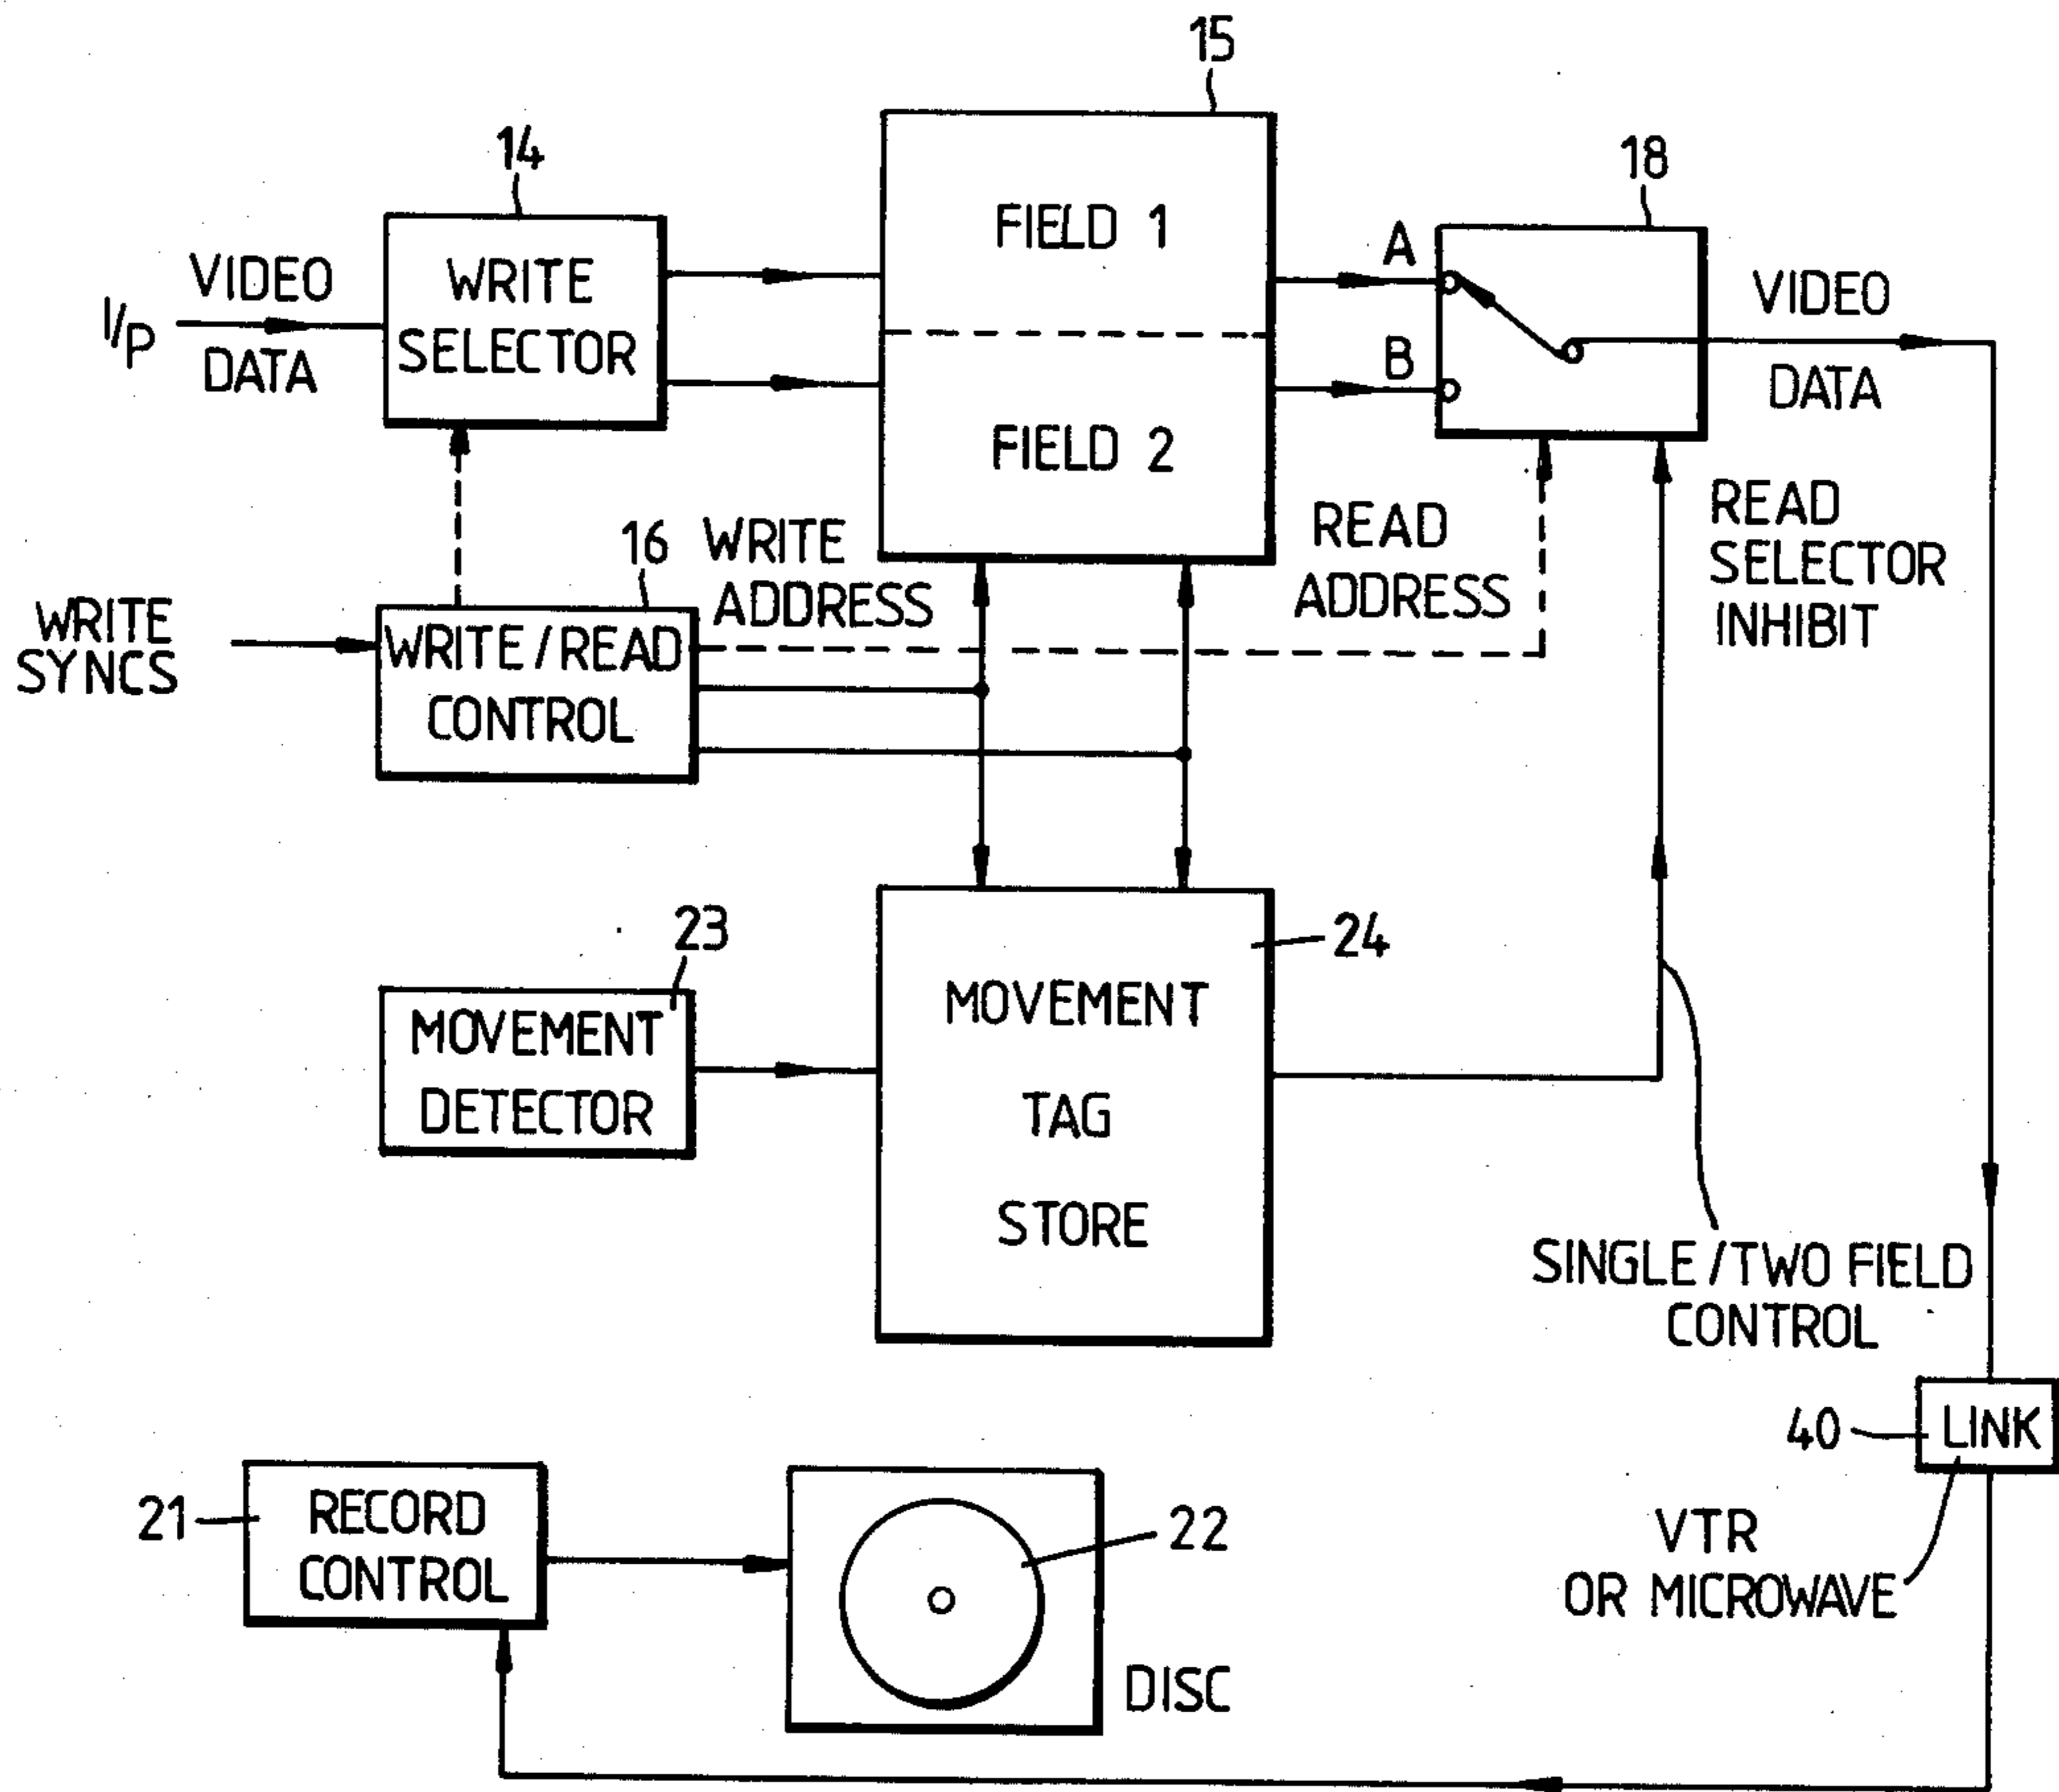 15
14
18
FIELD 1
A
VIDEO
I/P
DATA
WRITE
SELECTOR
VIDEO
DATA
B
FIELD 2
16
WRITE
ADDRESS
READ
ADDRESS
READ
SELECTOR
INHIBIT
WRITE
SYNCS
WRITE/READ
CONTROL
23
24
MOVEMENT
DETECTOR
MOVEMENT
TAG
STORE
SINGLE/TWO FIELD
CONTROL
40
LINK
21
RECORD
CONTROL
22
VTR
OR MICROWAVE
DISC